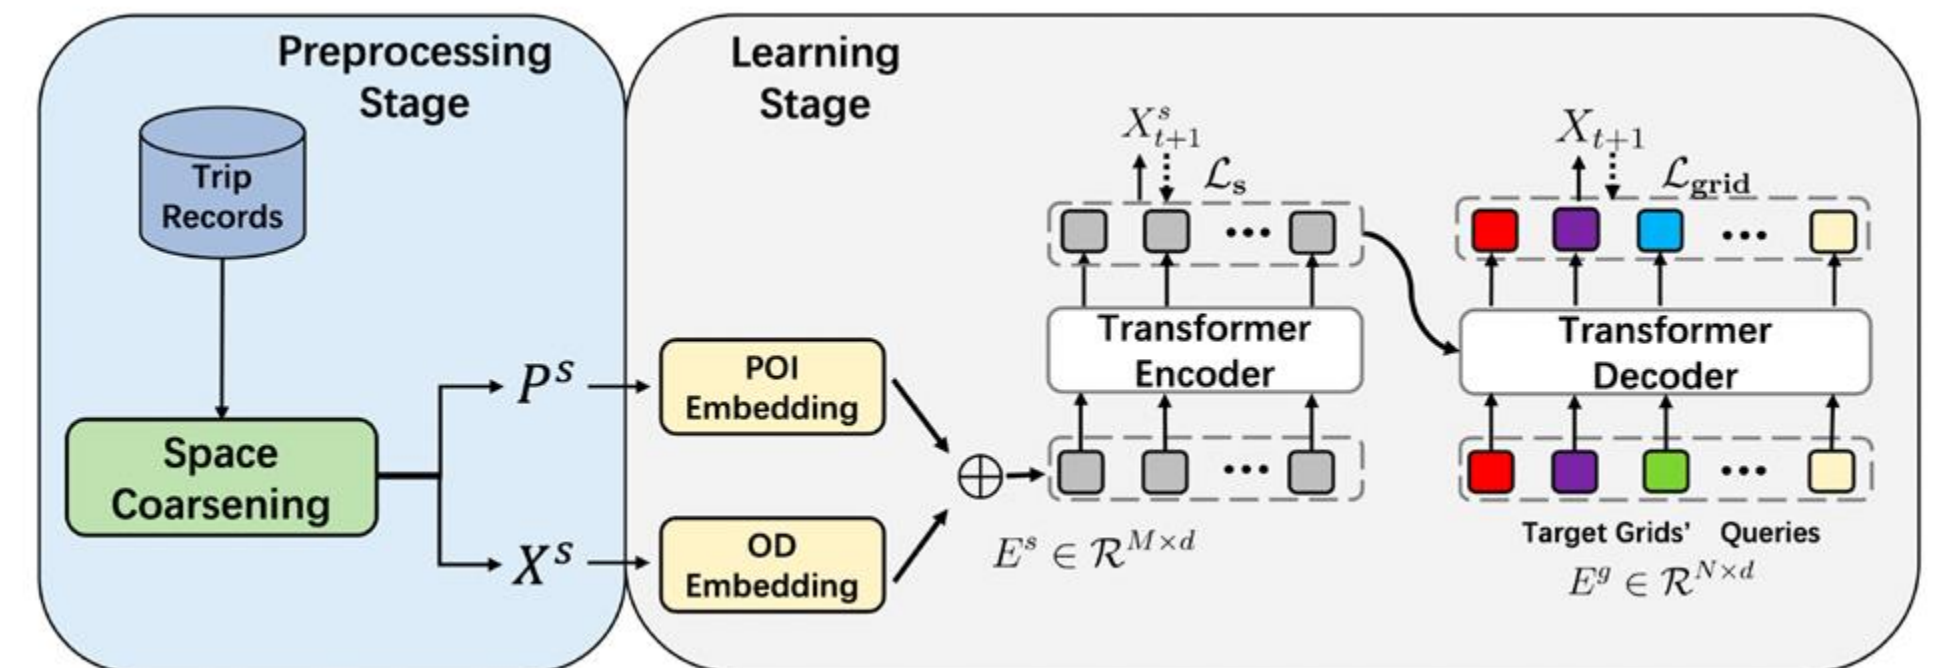 Preprocessing
Stage
Trip
Records
Space
Coarsening
P^s
X^s
Learning
Stage
POI
Embedding
OD
Embedding
⊕
E^s ∈ R^{M×d}
X^s_{t+1}
L_s
...
Transformer
Encoder
...
X_{t+1}
L_grid
...
Transformer
Decoder
...
Target Grids' Queries
E^g ∈ R^{N×d}